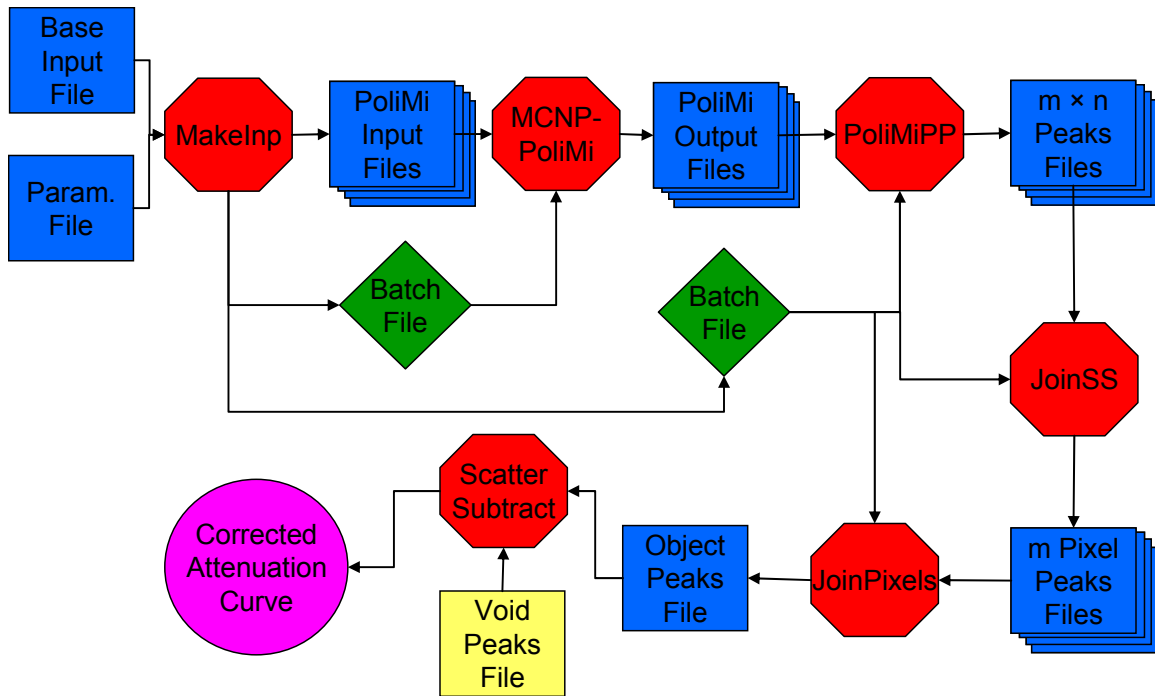 Base
Input
File
Param.
File
MakeInp
PoliMi
Input
Files
MCNP-
PoliMi
PoliMi
Output
Files
PoliMiPP
m × n
Peaks
Files
Batch
File
Batch
File
JoinSS
Scatter
Subtract
Corrected
Attenuation
Curve
Void
Peaks
File
Object
Peaks
File
JoinPixels
m Pixel
Peaks
Files